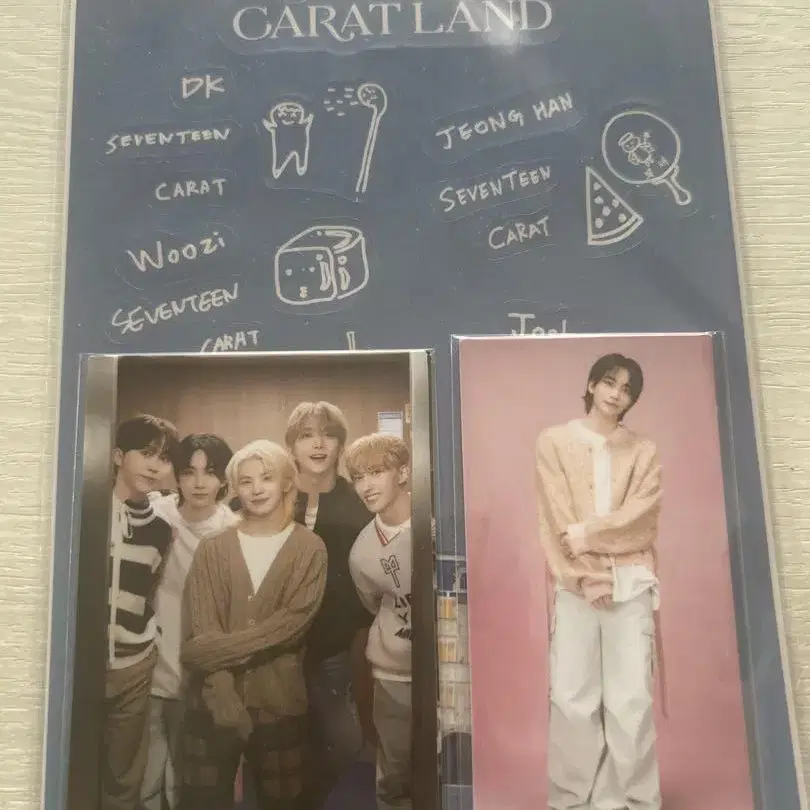 CARAT LAND
DK
SEVENTEEN
CARAT
JEONG HAN
SEVENTEEN
CARAT
Woozi
SEVENTEEN
CARAT